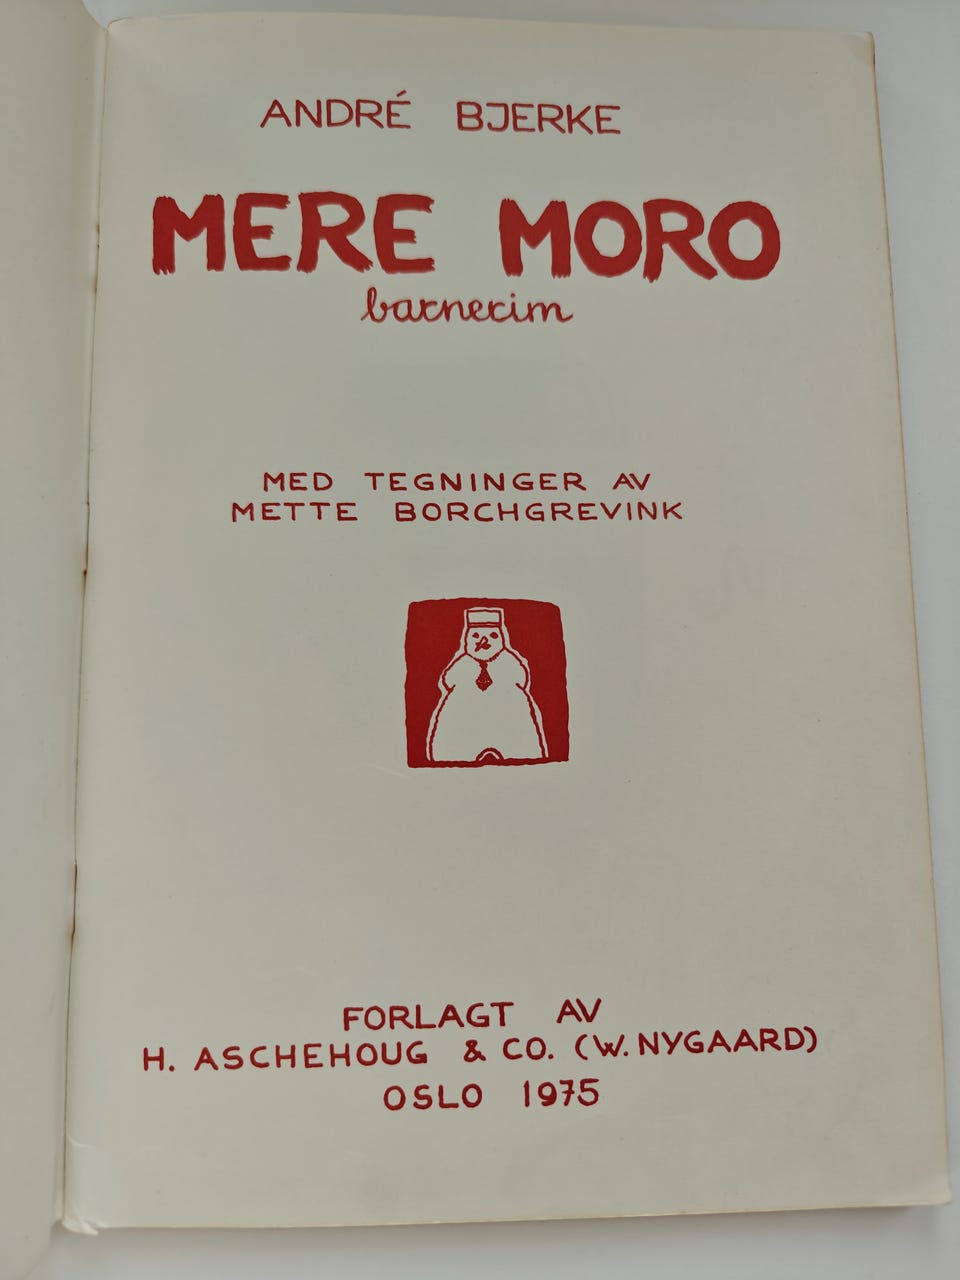 ANDRÉ BJERKE
MERE MORO
barnerim
MED TEGNINGER AV
METTE BORCHGREVINK
FORLAGT AV
H. ASCHEHOUG & CO. (W. NYGAARD)
OSLO 1975